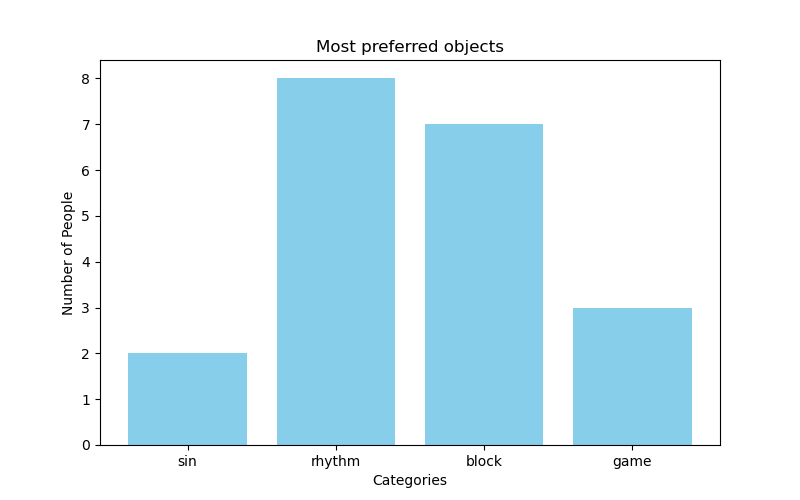 Most preferred objects
Number of People
8
7
6
5
4
3
2
1
0
sin rhythm block game
Categories